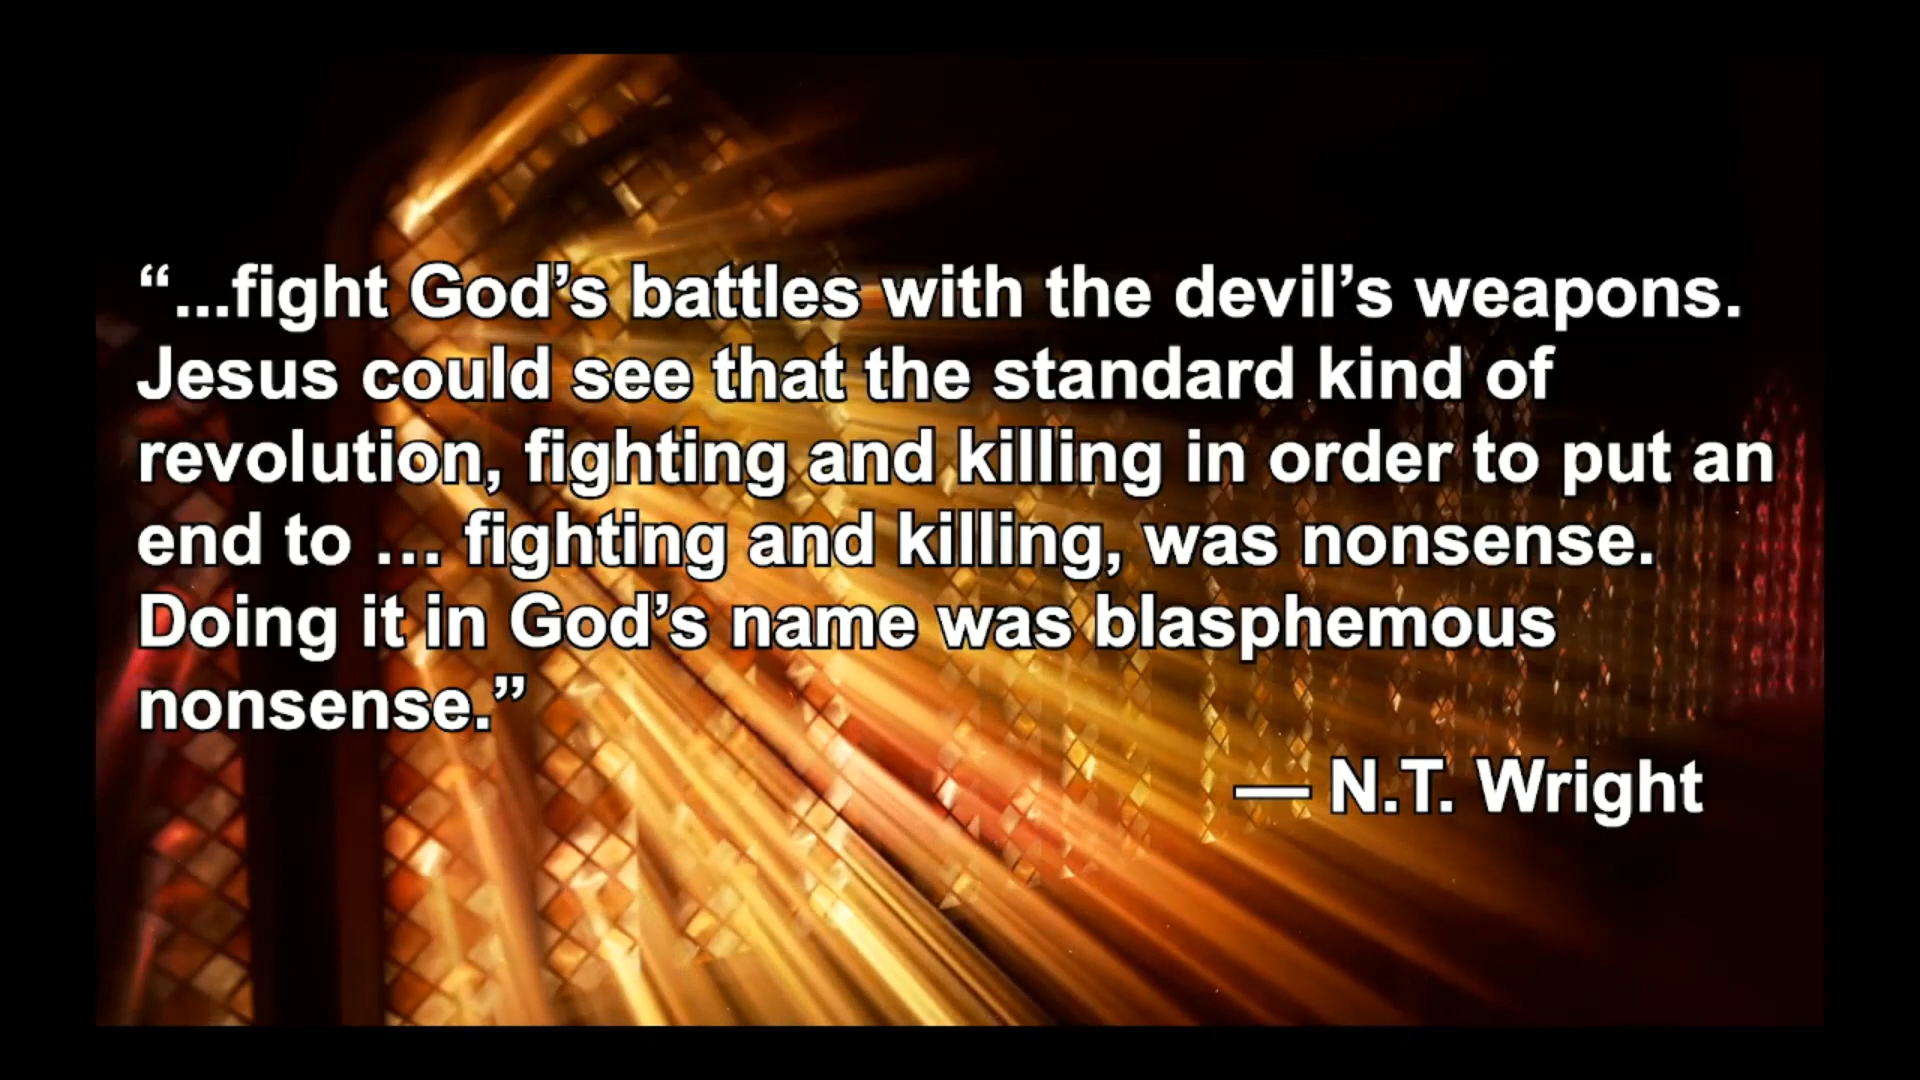 “...fight God’s battles with the devil’s weapons.
Jesus could see that the standard kind of
revolution, fighting and killing in order to put an
end to … fighting and killing, was nonsense.
Doing it in God’s name was blasphemous
nonsense.”
— N.T. Wright